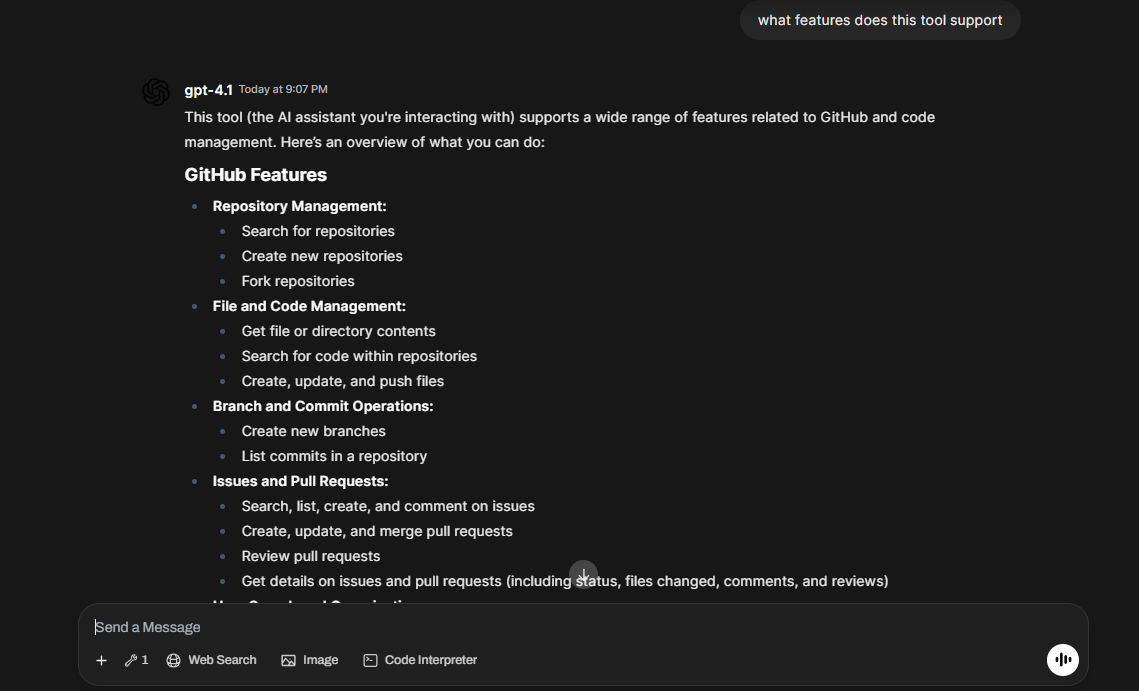 what features does this tool support
gpt-4.1 Today at 9:07 PM
This tool (the AI assistant you're interacting with) supports a wide range of features related to GitHub and code
management. Here's an overview of what you can do:
GitHub Features
Repository Management:
Search for repositories
Create new repositories
Fork repositories
File and Code Management:
Get file or directory contents
Search for code within repositories
Create, update, and push files
Branch and Commit Operations:
Create new branches
List commits in a repository
Issues and Pull Requests:
Search, list, create, and comment on issues
Create, update, and merge pull requests
Review pull requests
Get details on issues and pull requests (including status, files changed, comments, and reviews)
Send a Message
1 Web Search Image Code Interpreter